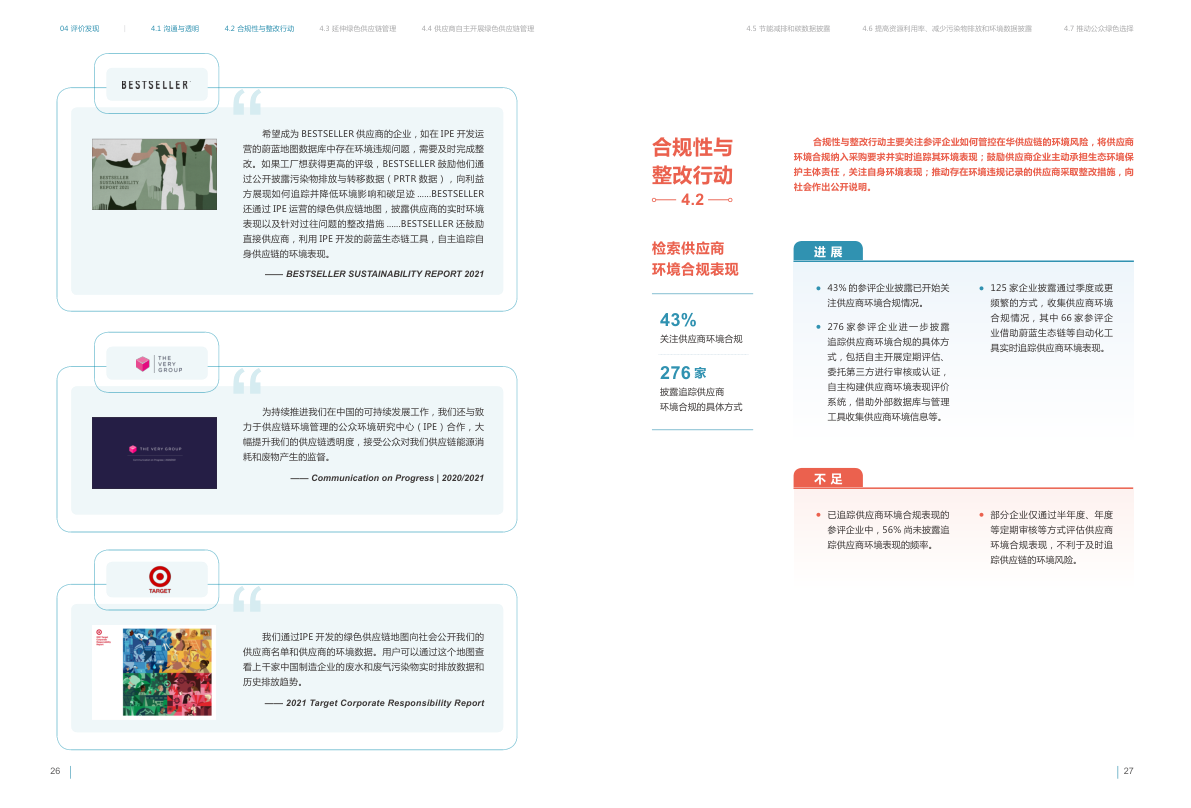 04 评价发现 | 4.1 沟通与透明 4.2 合规性与整改行动 4.3 延伸绿色供应链管理 4.4 供应商自主开展绿色供应链管理
4.5 节能减排和碳数据披露 4.6 提高资源利用率、减少污染物排放和环境数据披露 4.7 推动公众绿色选择
BESTSELLER
BESTSELLER
SUSTAINABILITY
REPORT 2021
希望成为 BESTSELLER 供应商的企业，如在 IPE 开发运
营的蔚蓝地图数据库中存在环境违规问题，需要及时完成整
改。如果工厂想获得更高的评级，BESTSELLER 鼓励他们通
过公开披露污染物排放与转移数据（ PRTR 数据 ），向利益
方展现如何追踪并降低环境影响和碳足迹 ......BESTSELLER
还通过 IPE 运营的绿色供应链地图，披露供应商的实时环境
表现以及针对过往问题的整改措施 ......BESTSELLER 还鼓励
直接供应商，利用 IPE 开发的蔚蓝生态链工具，自主追踪自
身供应链的环境表现。
—— BESTSELLER SUSTAINABILITY REPORT 2021
THE
VERY
GROUP
THE VERY GROUP
为持续推进我们在中国的可持续发展工作，我们还与致
力于供应链环境管理的公众环境研究中心（ IPE ）合作，大
幅提升我们的供应链透明度，接受公众对我们供应链能源消
耗和废物产生的监督。
—— Communication on Progress | 2020/2021
TARGET
2021 Target
Corporate
Responsibility
Report
我们通过IPE 开发的绿色供应链地图向社会公开我们的
供应商名单和供应商的环境数据。用户可以通过这个地图查
看上千家中国制造企业的废水和废气污染物实时排放数据和
历史排放趋势。
—— 2021 Target Corporate Responsibility Report
26
合规性与
整改行动
4.2
合规性与整改行动主要关注参评企业如何管控在华供应链的环境风险，将供应商
环境合规纳入采购要求并实时追踪其环境表现；鼓励供应商企业主动承担生态环境保
护主体责任，关注自身环境表现；推动存在环境违规记录的供应商采取整改措施，向
社会作出公开说明。
检索供应商
环境合规表现
43%
关注供应商环境合规
276 家
披露追踪供应商
环境合规的具体方式
进 展
• 43% 的参评企业披露已开始关
注供应商环境合规情况。
• 276 家参评企业进一步披露
追踪供应商环境合规的具体方
式，包括自主开展定期评估、
委托第三方进行审核或认证，
自主构建供应商环境表现评价
系统，借助外部数据库与管理
工具收集供应商环境信息等。
• 125 家企业披露通过季度或更
频繁的方式，收集供应商环境
合规情况，其中 66 家参评企
业借助蔚蓝生态链等自动化工
具实时追踪供应商环境表现。
不 足
• 已追踪供应商环境合规表现的
参评企业中，56% 尚未披露追
踪供应商环境表现的频率。
• 部分企业仅通过半年度、年度
等定期审核等方式评估供应商
环境合规表现，不利于及时追
踪供应链的环境风险。
27